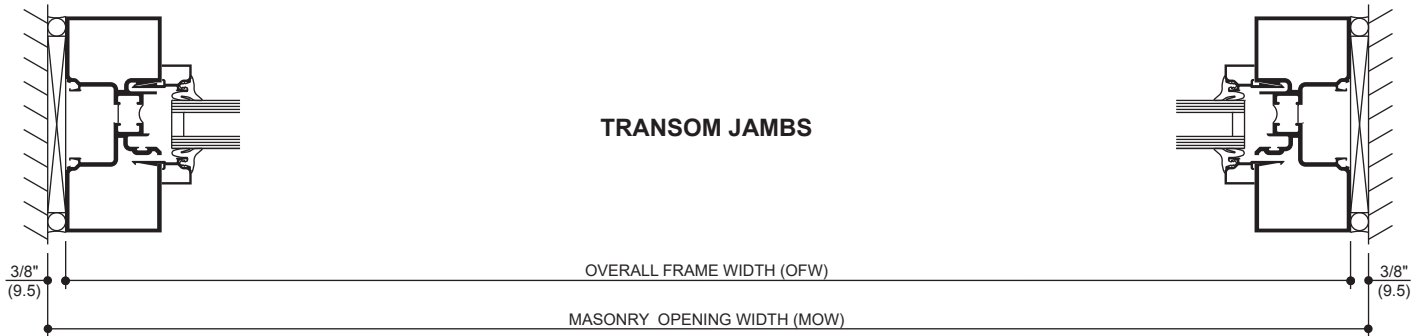 TRANSOM JAMBS
3/8"
(9.5)
OVERALL FRAME WIDTH (OFW)
3/8"
(9.5)
MASONRY OPENING WIDTH (MOW)